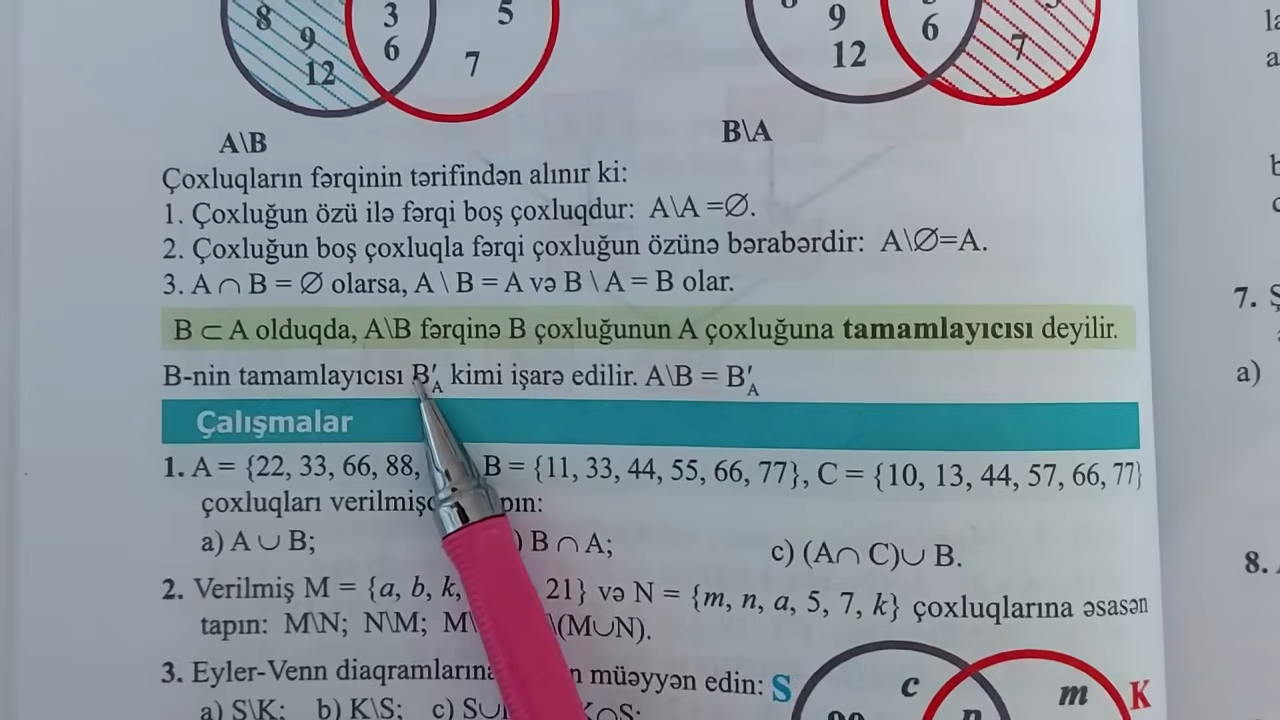 8 3 5 9
9 6 6
12 7 12 7
A\B B\A
Çoxluqların fərqinin tərifindən alınır ki:
1. Çoxluğun özü ilə fərqi boş çoxluqdur: A\A =∅.
2. Çoxluğun boş çoxluqla fərqi çoxluğun özünə bərabərdir: A\∅=A.
3. A ∩ B = ∅ olarsa, A \ B = A və B \ A = B olar.
B ⊂ A olduqda, A\B fərqinə B çoxluğunun A çoxluğuna tamamlayıcısı deyilir.
B-nin tamamlayıcısı B′A kimi işarə edilir. A\B = B′A
Çalışmalar
1. A = {22, 33, 66, 88, B = {11, 33, 44, 55, 66, 77}, C = {10, 13, 44, 57, 66, 77}
çoxluqları
a) A ∪ B; ) B ∩ A; c) (A∩ C)∪ B.
2. Verilmiş M = {a, b, k, 21} və N = {m, n, a, 5, 7, k} çoxluqlarına əsasən
tapın: M\N; N\M; \(M∪N).
3. Eyler-Venn müəyyən edin: S c m K
a) S\K; b) K\S; c) n
7.
a)
8.